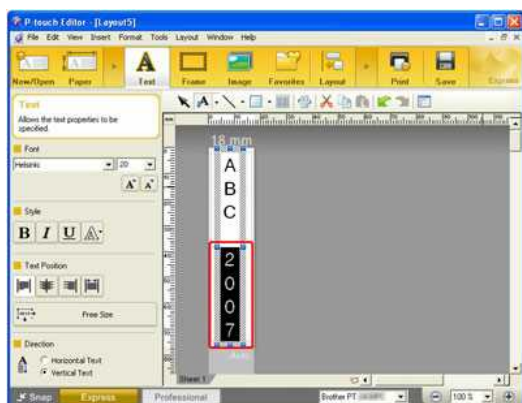 P-touch Editor - [Layout5]
File Edit View Insert Format Tools Layout Window Help
New/Open Paper Text Frame Image Favorites Layout Print Save Express
Text
Allows the text properties to be
specified.
Font
Helsinki 20
A A
Style
B I U A
Text Position
Free Size
Direction
Horizontal Text
Vertical Text
18 mm
A
B
C
2
0
0
7
Auto
Sheet 1
Snap Express Professional
Brother PT
100 %